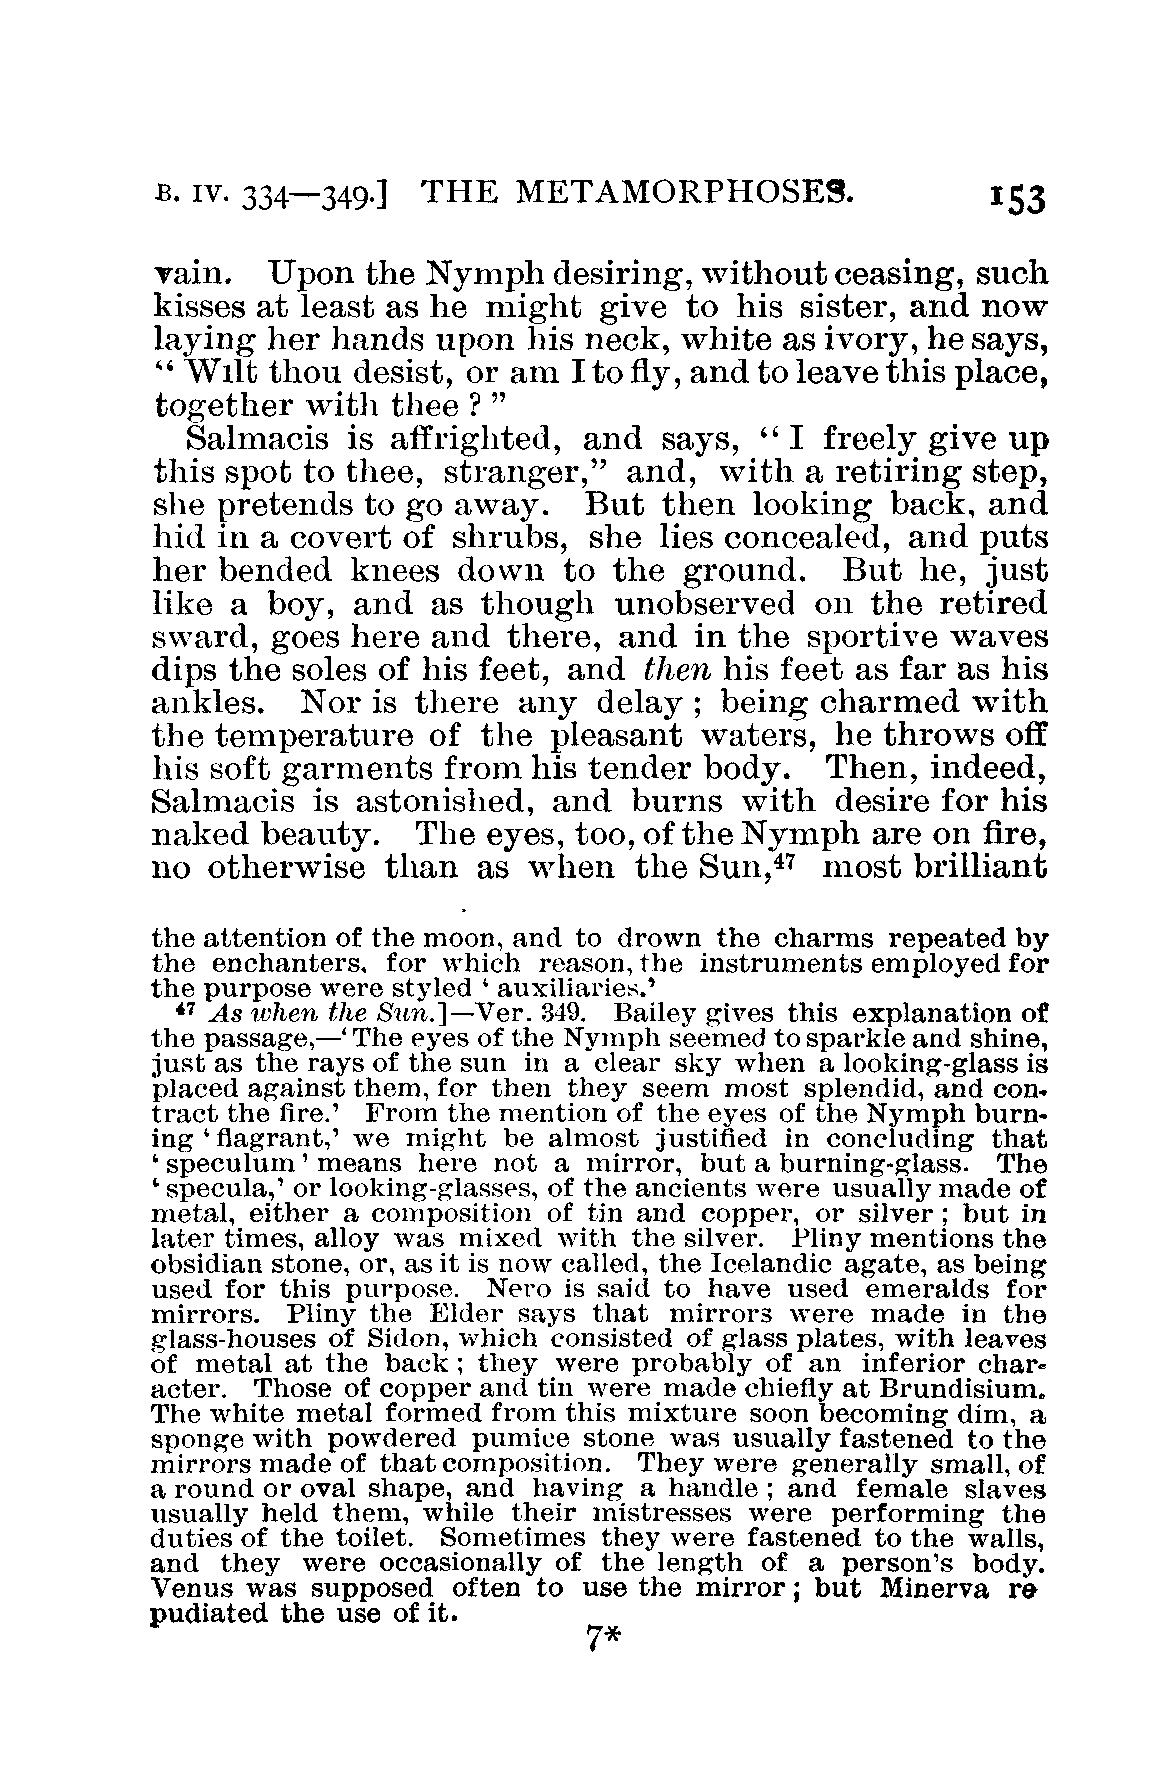 B. IV. 334—349.] THE METAMORPHOSES. 153
vain. Upon the Nymph desiring, without ceasing, such
kisses at least as he might give to his sister, and now
laying her hands upon his neck, white as ivory, he says,
“ Wilt thou desist, or am I to fly, and to leave this place,
together with thee ? ”
Salmacis is affrighted, and says, “ I freely give up
this spot to thee, stranger,” and, with a retiring step,
she pretends to go away. But then looking back, and
hid in a covert of shrubs, she lies concealed, and puts
her bended knees down to the ground. But he, just
like a boy, and as though unobserved on the retired
sward, goes here and there, and in the sportive waves
dips the soles of his feet, and then his feet as far as his
ankles. Nor is there any delay ; being charmed with
the temperature of the pleasant waters, he throws off
his soft garments from his tender body. Then, indeed,
Salmacis is astonished, and burns with desire for his
naked beauty. The eyes, too, of the Nymph are on fire,
no otherwise than as when the Sun,47 most brilliant
the attention of the moon, and to drown the charms repeated by
the enchanters, for which reason, the instruments employed for
the purpose were styled ‘ auxiliaries.’
47 As when the Sun.]—Ver. 349. Bailey gives this explanation of
the passage,—‘ The eyes of the Nymph seemed to sparkle and shine,
just as the rays of the sun in a clear sky when a looking-glass is
placed against them, for then they seem most splendid, and con-
tract the fire.’ From the mention of the eyes of the Nymph burn-
ing ‘ flagrant,’ we might be almost justified in concluding that
‘ speculum ’ means here not a mirror, but a burning-glass. The
‘ specula,’ or looking-glasses, of the ancients were usually made of
metal, either a composition of tin and copper, or silver ; but in
later times, alloy was mixed with the silver. Pliny mentions the
obsidian stone, or, as it is now called, the Icelandic agate, as being
used for this purpose. Nero is said to have used emeralds for
mirrors. Pliny the Elder says that mirrors were made in the
glass-houses of Sidon, which consisted of glass plates, with leaves
of metal at the back ; they were probably of an inferior char-
acter. Those of copper and tin were made chiefly at Brundisium.
The white metal formed from this mixture soon becoming dim, a
sponge with powdered pumice stone was usually fastened to the
mirrors made of that composition. They were generally small, of
a round or oval shape, and having a handle ; and female slaves
usually held them, while their mistresses were performing the
duties of the toilet. Sometimes they were fastened to the walls,
and they were occasionally of the length of a person’s body.
Venus was supposed often to use the mirror ; but Minerva re
pudiated the use of it.
7*